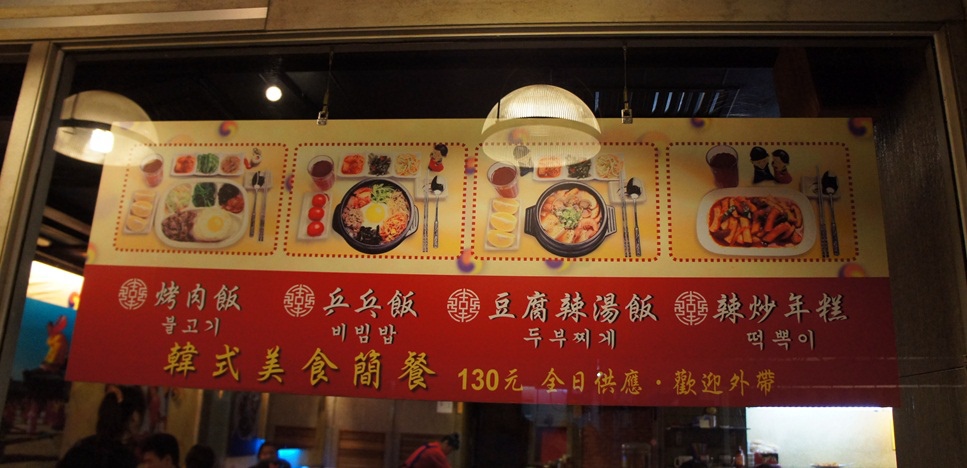 烤肉飯 乒乓飯 豆腐辣湯飯 辣炒年糕
불고기 비빔밥 두부찌게 떡뽁이
韓式美食簡餐 130元 全日供應・歡迎外帶